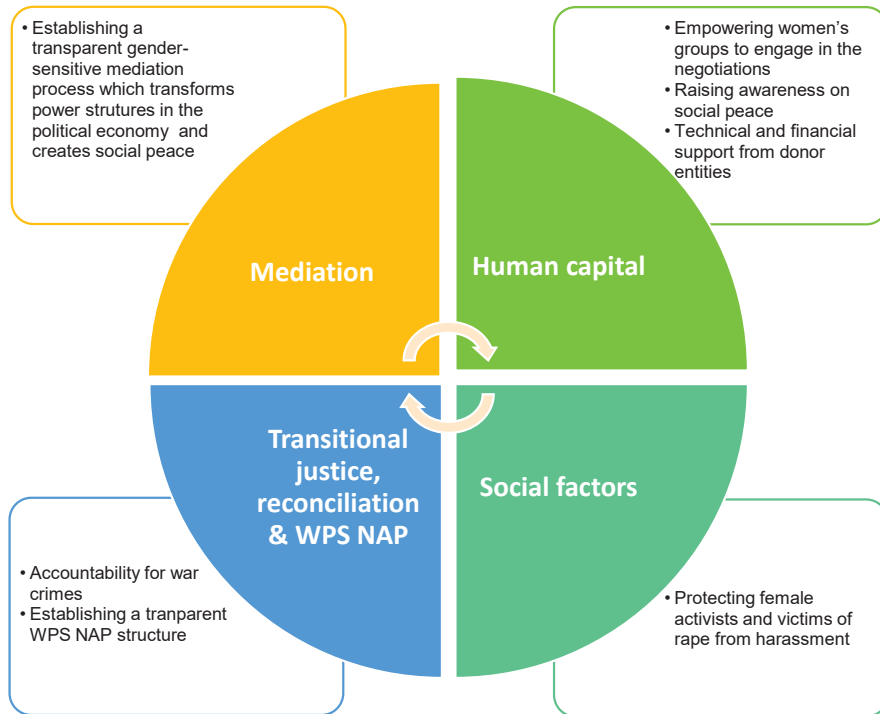 • Establishing a
transparent gender-
sensitive mediation
process which transforms
power strutures in the
political economy and
creates social peace
• Empowering women's
groups to engage in the
negotiations
• Raising awareness on
social peace
• Technical and financial
support from donor
entities
Mediation
Human capital
Transitional
justice,
reconciliation
& WPS NAP
Social factors
• Accountability for war
crimes
• Establishing a tranparent
WPS NAP structure
• Protecting female
activists and victims of
rape from harassment